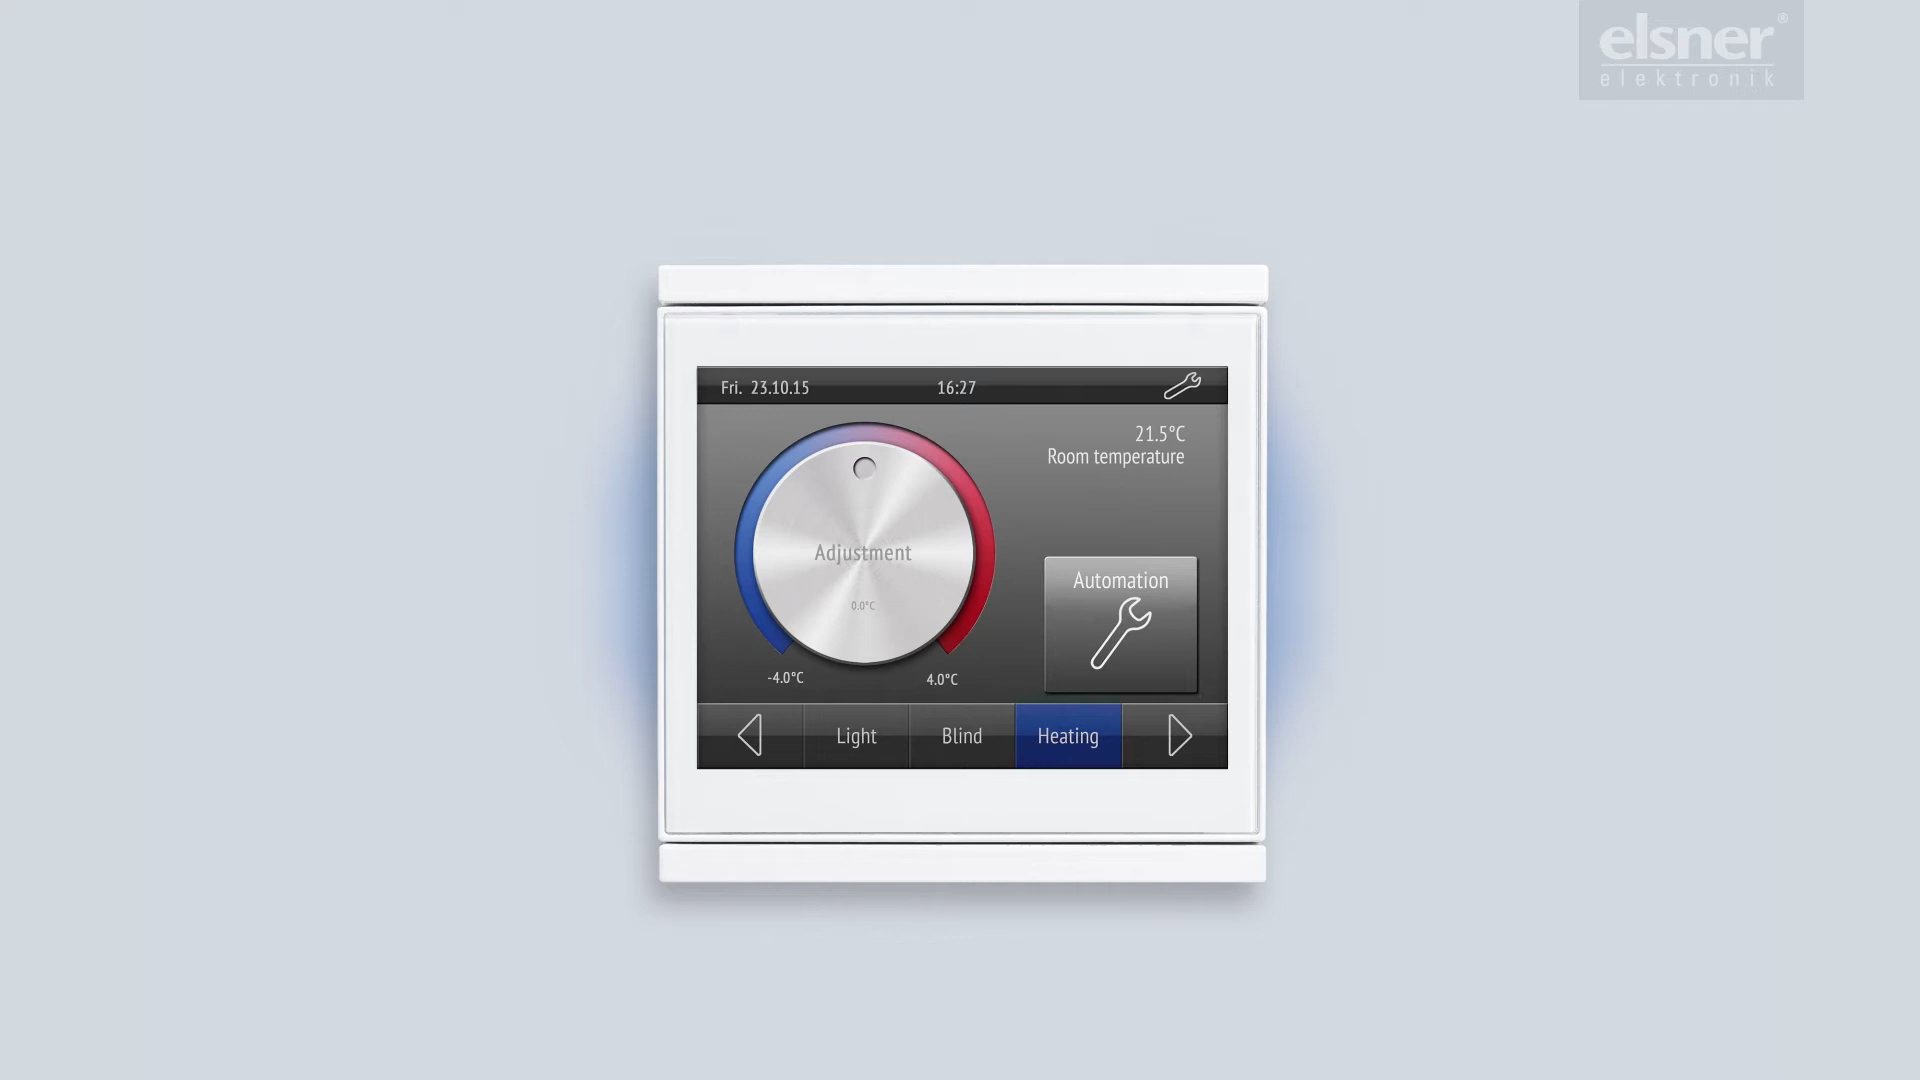 elsner®
elektronik
Fri. 23.10.15 16:27
21.5°C
Room temperature
Adjustment
0.0°C
Automation
-4.0°C 4.0°C
Light Blind Heating